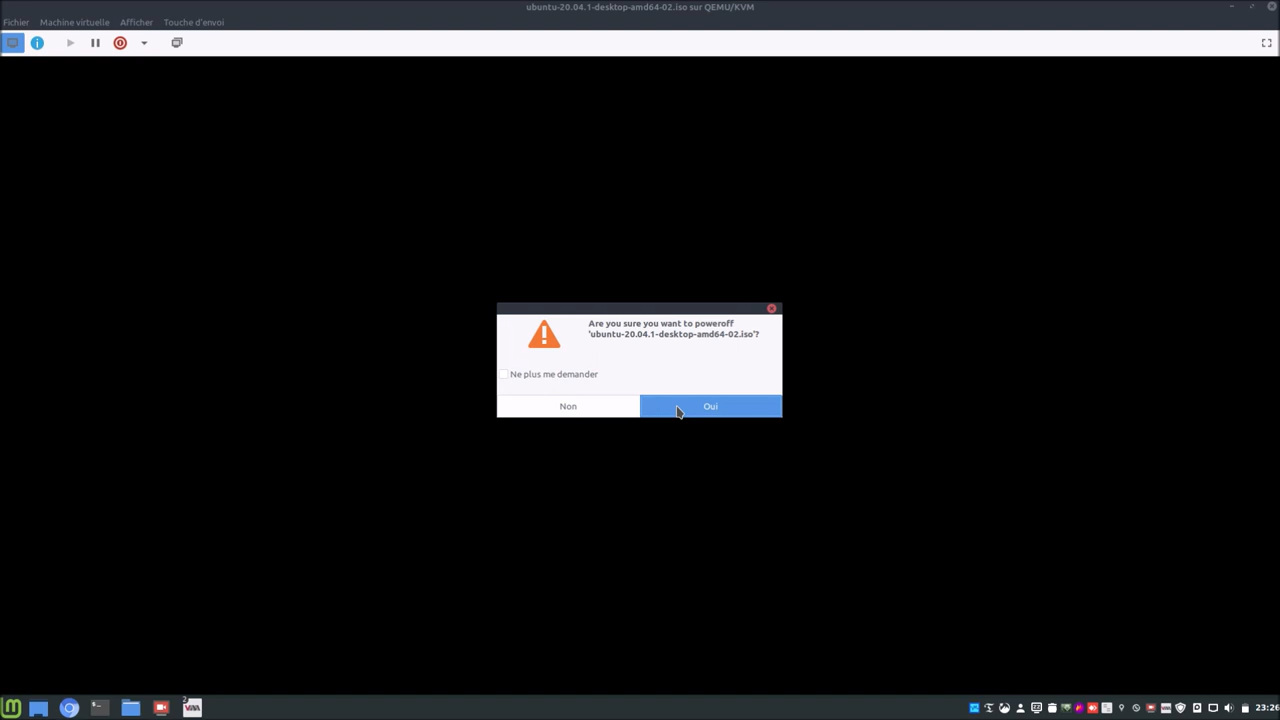 ubuntu-20.04.1-desktop-amd64-02.iso sur QEMU/KVM
Fichier Machine virtuelle Afficher Touche d'envoi
Are you sure you want to poweroff
'ubuntu-20.04.1-desktop-amd64-02.iso'?
Ne plus me demander
Non Oui
2
23:26